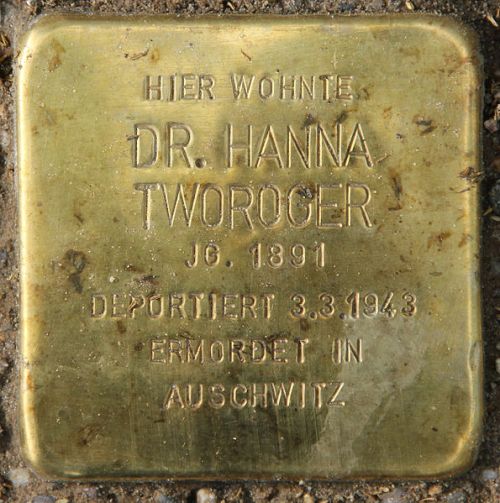 HIER WOHNTE
DR. HANNA
TWOROGER
JG. 1891
DEPORTIERT 3.3.1943
ERMORDET IN
AUSCHWITZ